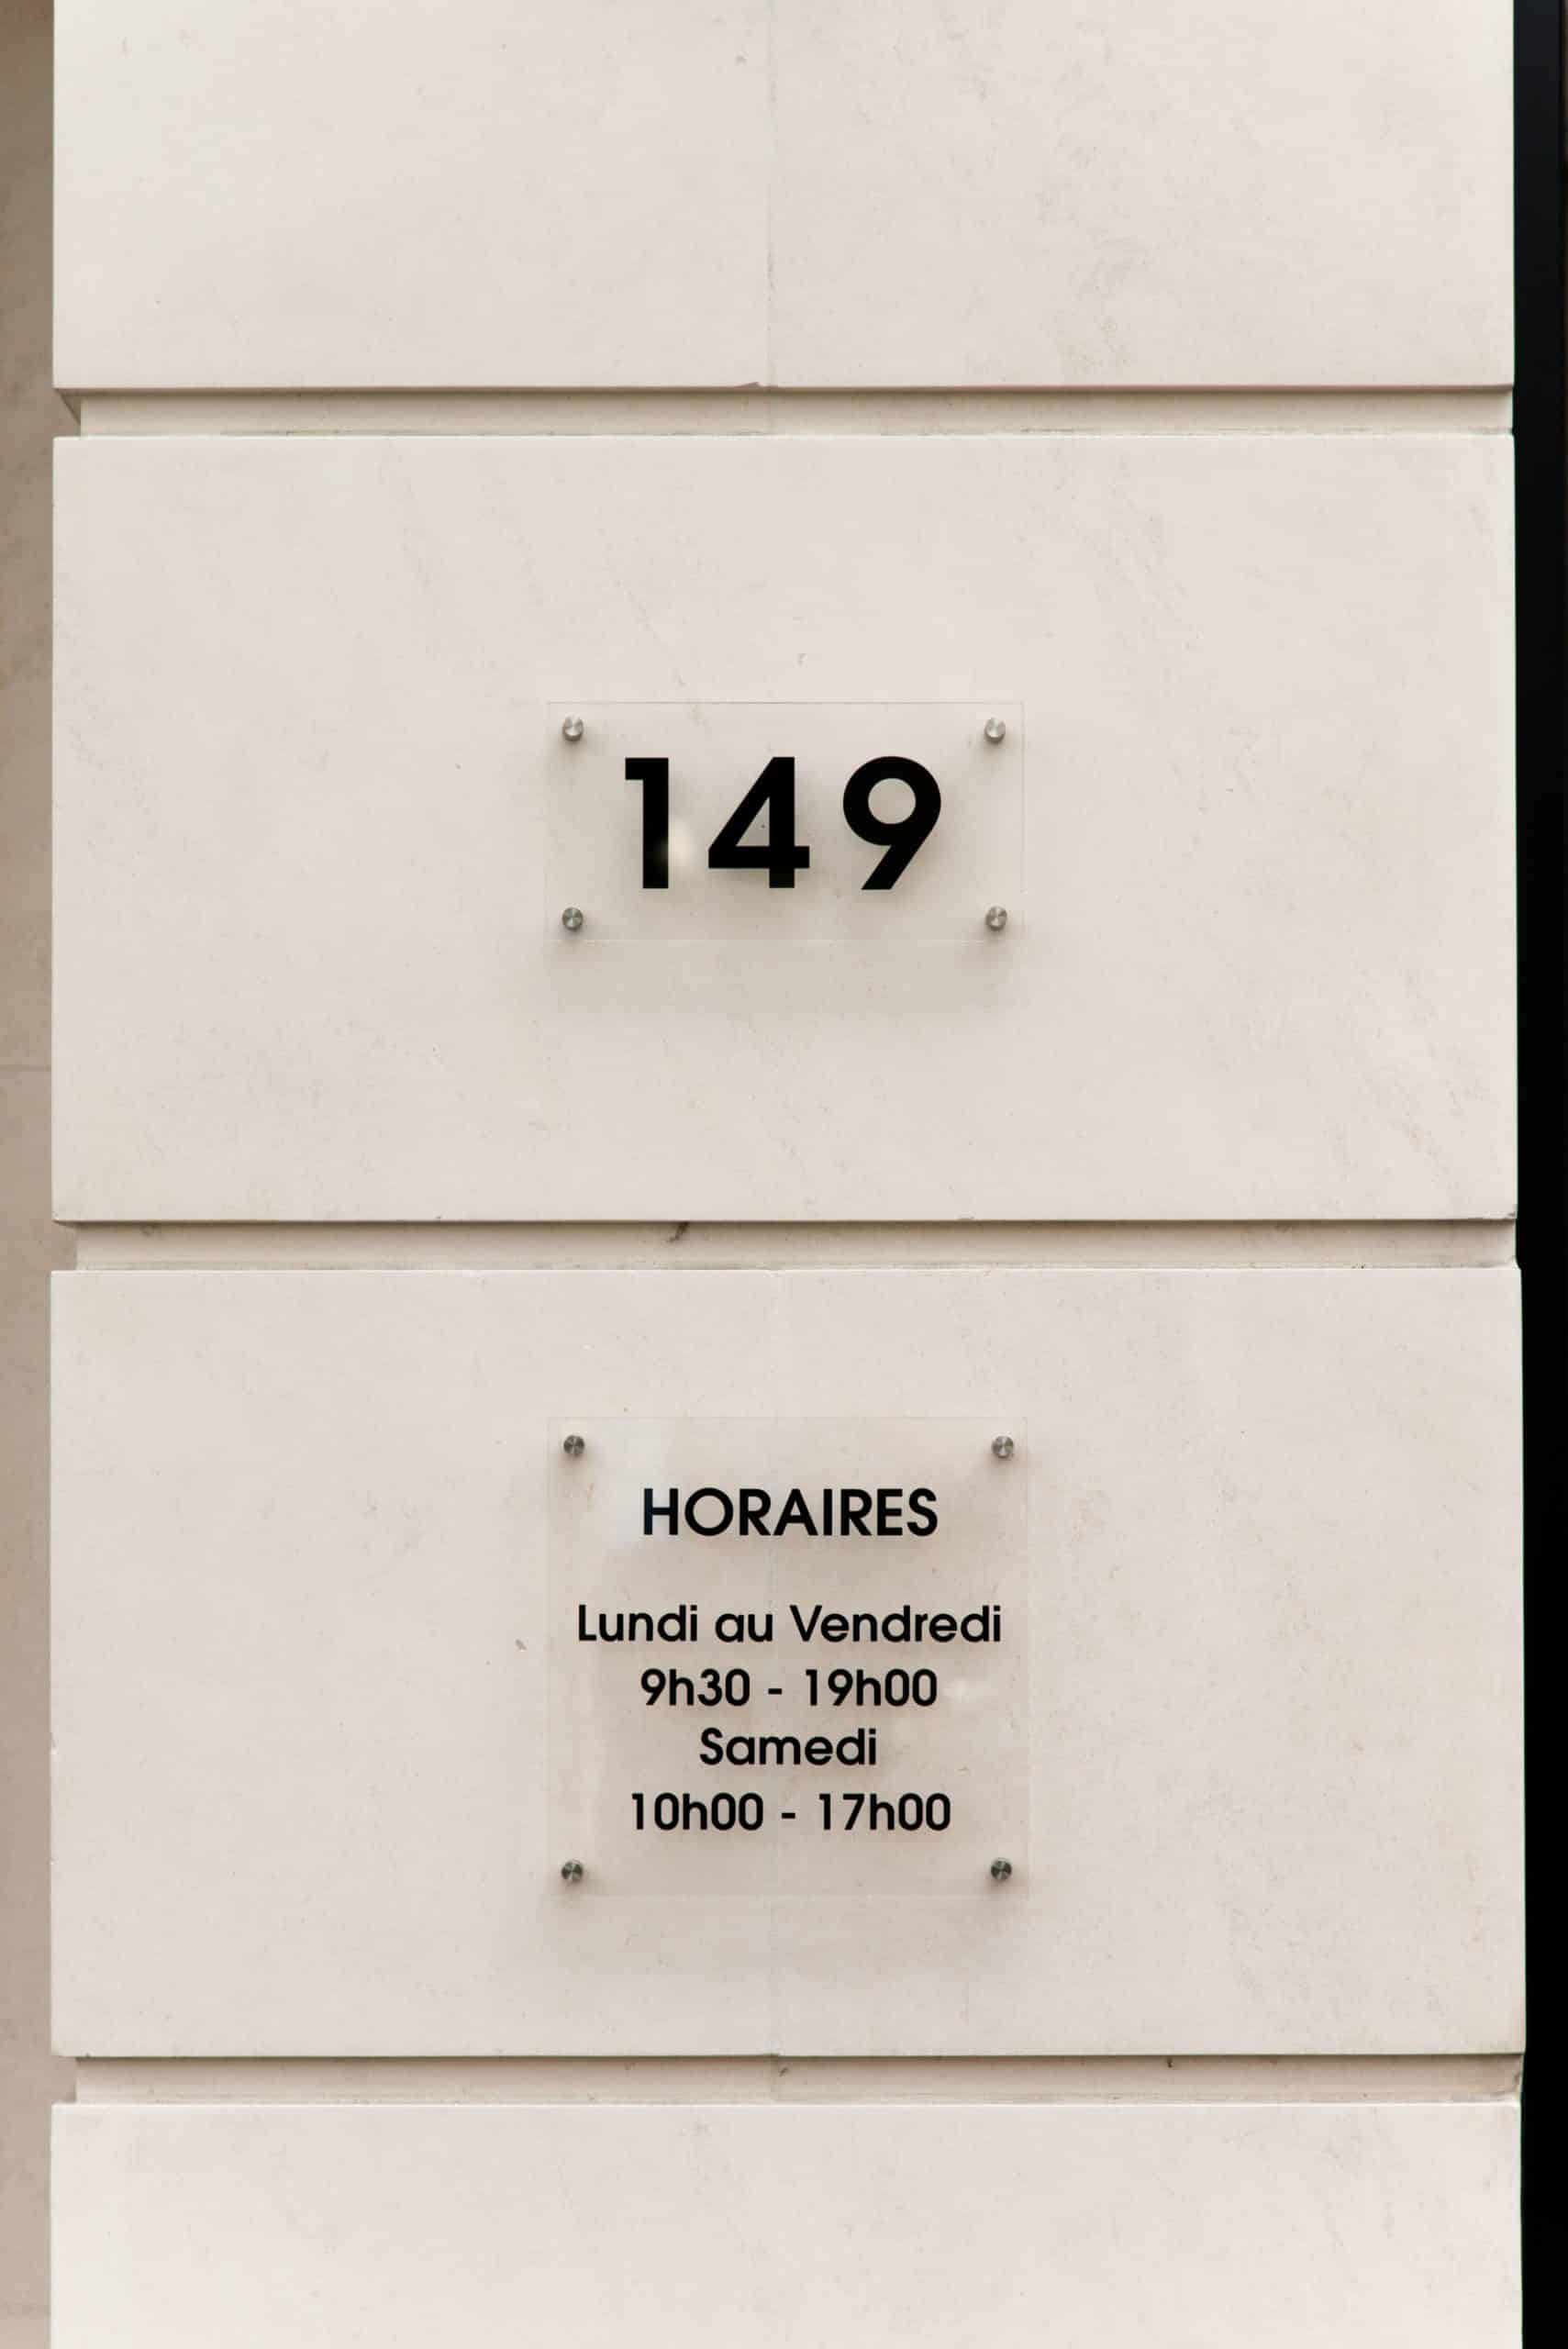 149
HORAIRES
Lundi au Vendredi
9h30 - 19h00
Samedi
10h00 - 17h00